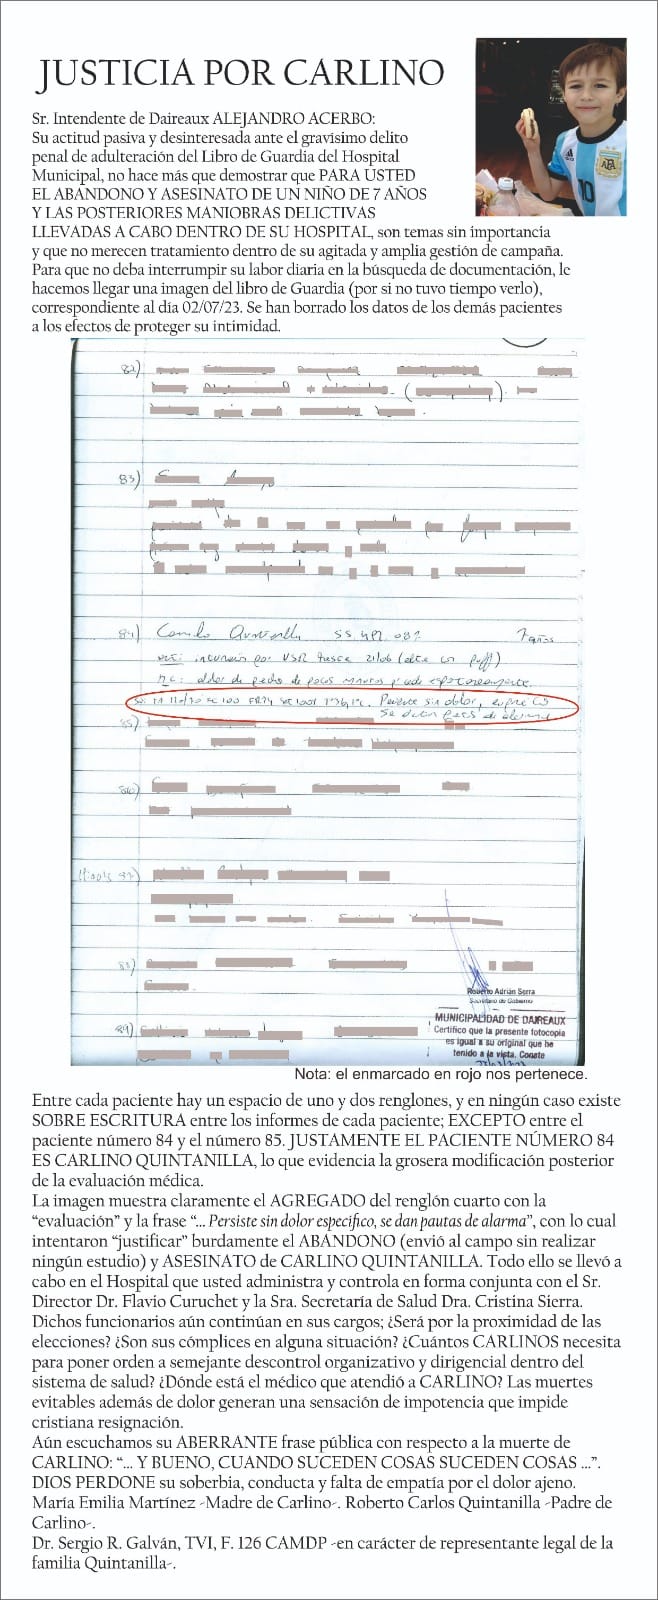 JUSTICIA POR CARLINO
Sr. Intendente de Daireaux ALEJANDRO ACERBO:
Su actitud pasiva y desinteresada ante el gravísimo delito
penal de adulteración del Libro de Guardia del Hospital
Municipal, no hace más que demostrar que PARA USTED
EL ABANDONO Y ASESINATO DE UN NIÑO DE 7 AÑOS
Y LAS POSTERIORES MANIOBRAS DELICTIVAS
LLEVADAS A CABO DENTRO DE SU HOSPITAL, son temas sin importancia
y que no merecen tratamiento dentro de su agitada y amplia gestión de campaña.
Para que no deba interrumpir su labor diaria en la búsqueda de documentación, le
hacemos llegar una imagen del libro de Guardia (por si no tuvo tiempo verlo),
correspondiente al día 02/07/23. Se han borrado los datos de los demás pacientes
a los efectos de proteger su intimidad.
10
AFA
82)
83)
84) Quintanilla 7 años
internado por
dolor de pecho de pocos minutos
Persiste sin dolor,
se dan pautas de alarma
85)
86)
87)
88)
Roberto Adrián Serra
Secretario de Gobierno
MUNICIPALIDAD DE DAIREAUX
Certifico que la presente fotocopia
es igual a su original que he
tenido a la vista. Conste
89)
Nota: el enmarcado en rojo nos pertenece.
Entre cada paciente hay un espacio de uno y dos renglones, y en ningún caso existe
SOBRE ESCRITURA entre los informes de cada paciente; EXCEPTO entre el
paciente número 84 y el número 85. JUSTAMENTE EL PACIENTE NÚMERO 84
ES CARLINO QUINTANILLA, lo que evidencia la grosera modificación posterior
de la evaluación médica.
La imagen muestra claramente el AGREGADO del renglón cuarto con la
“evaluación” y la frase “... Persiste sin dolor especifico, se dan pautas de alarma”, con lo cual
intentaron “justificar” burdamente el ABANDONO (envió al campo sin realizar
ningún estudio) y ASESINATO de CARLINO QUINTANILLA. Todo ello se llevó a
cabo en el Hospital que usted administra y controla en forma conjunta con el Sr.
Director Dr. Flavio Curuchet y la Sra. Secretaría de Salud Dra. Cristina Sierra.
Dichos funcionarios aún continúan en sus cargos; ¿Será por la proximidad de las
elecciones? ¿Son sus cómplices en alguna situación? ¿Cuántos CARLINOS necesita
para poner orden a semejante descontrol organizativo y dirigencial dentro del
sistema de salud? ¿Dónde está el médico que atendió a CARLINO? Las muertes
evitables además de dolor generan una sensación de impotencia que impide
cristiana resignación.
Aún escuchamos su ABERRANTE frase pública con respecto a la muerte de
CARLINO: “... Y BUENO, CUANDO SUCEDEN COSAS SUCEDEN COSAS ...”.
DIOS PERDONE su soberbia, conducta y falta de empatía por el dolor ajeno.
María Emilia Martínez -Madre de Carlino-. Roberto Carlos Quintanilla -Padre de
Carlino-.
Dr. Sergio R. Galván, TVI, F. 126 CAMDP -en carácter de representante legal de la
familia Quintanilla-.